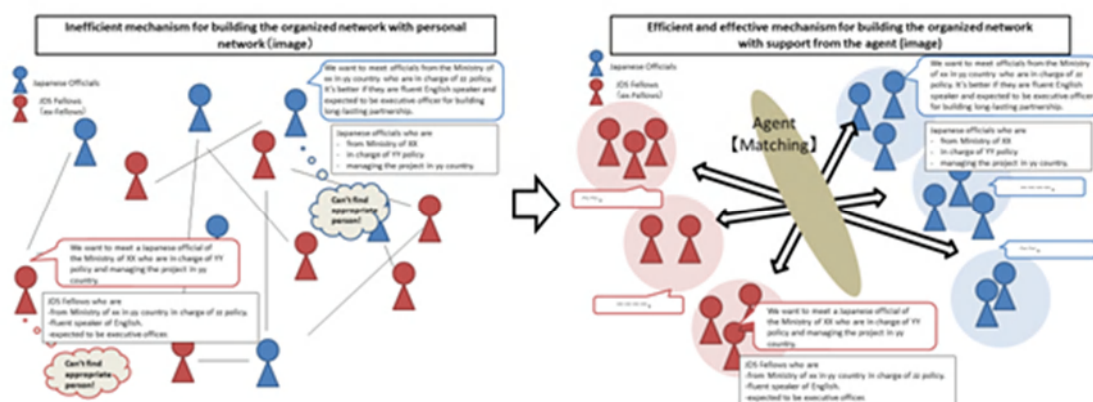 Inefficient mechanism for building the organized network with personal
network (image)
Japanese Officials
JDS Fellows
(ex-Fellows)
We want to meet officials from the Ministry of
xx in yy country who are in charge of zz policy.
It's better if they are fluent English
speaker and
expected to be executive officer for building
long-lasting partnership.
Japanese officials who are
- from Ministry of XX
- in charge of YY policy
- managing the project in yy country.
Can't find
appropriate
person!
We want to meet a Japanese official of
the Ministry of XX who are in charge of YY
policy and managing the project in yy
country.
JDS Fellows who are
-from Ministry of xx in yy country in charge of zz policy.
-fluent speaker of English.
-expected to be executive officer.
Can't find
appropriate
person!
Efficient and effective mechanism for building the organized network
with support from the agent (image)
Japanese Officials
JDS Fellows
(ex-Fellows)
We want to meet officials from the Ministry of
xx in yy country who are in charge of zz
policy. It's better if they are fluent English
speaker and expected to be executive officer
for building long-lasting partnership.
Agent
【Matching】
Japanese officials who are
- from Ministry of XX
- in charge of YY policy
- managing the project in yy country.
We want to meet a Japanese official of
the Ministry of XX who are in charge of YY
policy and managing the project in yy
country.
JDS Fellows who are
-from Ministry of xx in yy country in charge of zz policy.
-fluent speaker of English.
-expected to be executive officer